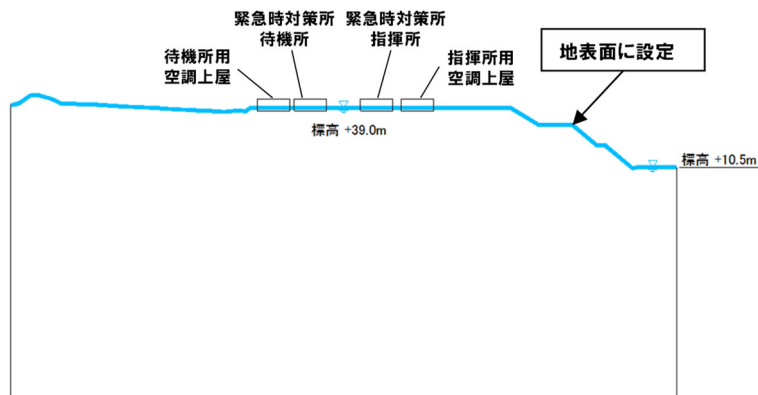 緊急時対策所
待機所
緊急時対策所
指揮所
待機所用
空調上屋
指揮所用
空調上屋
地表面に設定
標高 +39.0m
標高 +10.5m